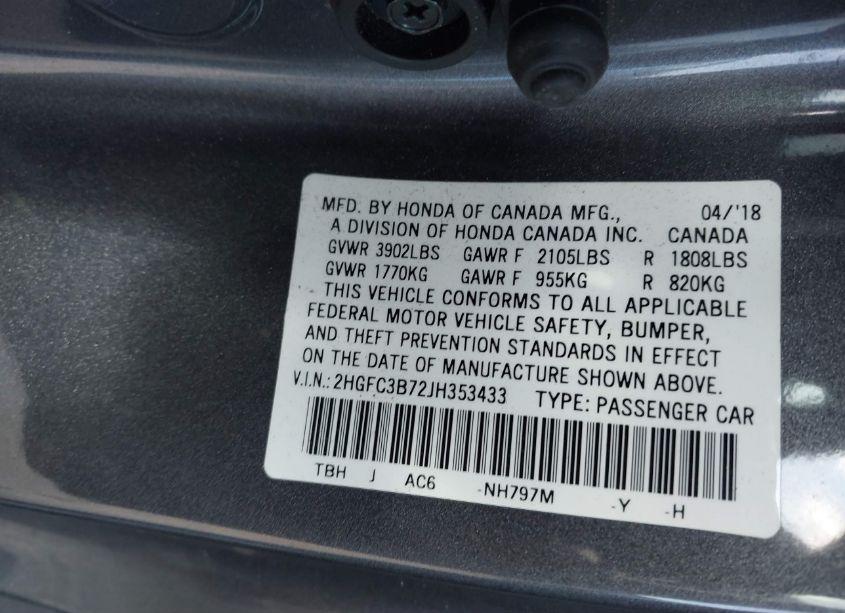 MFD. BY HONDA OF CANADA MFG., 04/'18
A DIVISION OF HONDA CANADA INC. CANADA
GVWR 3902LBS GAWR F 2105LBS R 1808LBS
GVWR 1770KG GAWR F 955KG R 820KG
THIS VEHICLE CONFORMS TO ALL APPLICABLE
FEDERAL MOTOR VEHICLE SAFETY, BUMPER,
AND THEFT PREVENTION STANDARDS IN EFFECT
ON THE DATE OF MANUFACTURE SHOWN ABOVE.
V.I.N.: 2HGFC3B72JH353433 TYPE: PASSENGER CAR
TBH J AC6 -NH797M -Y -H